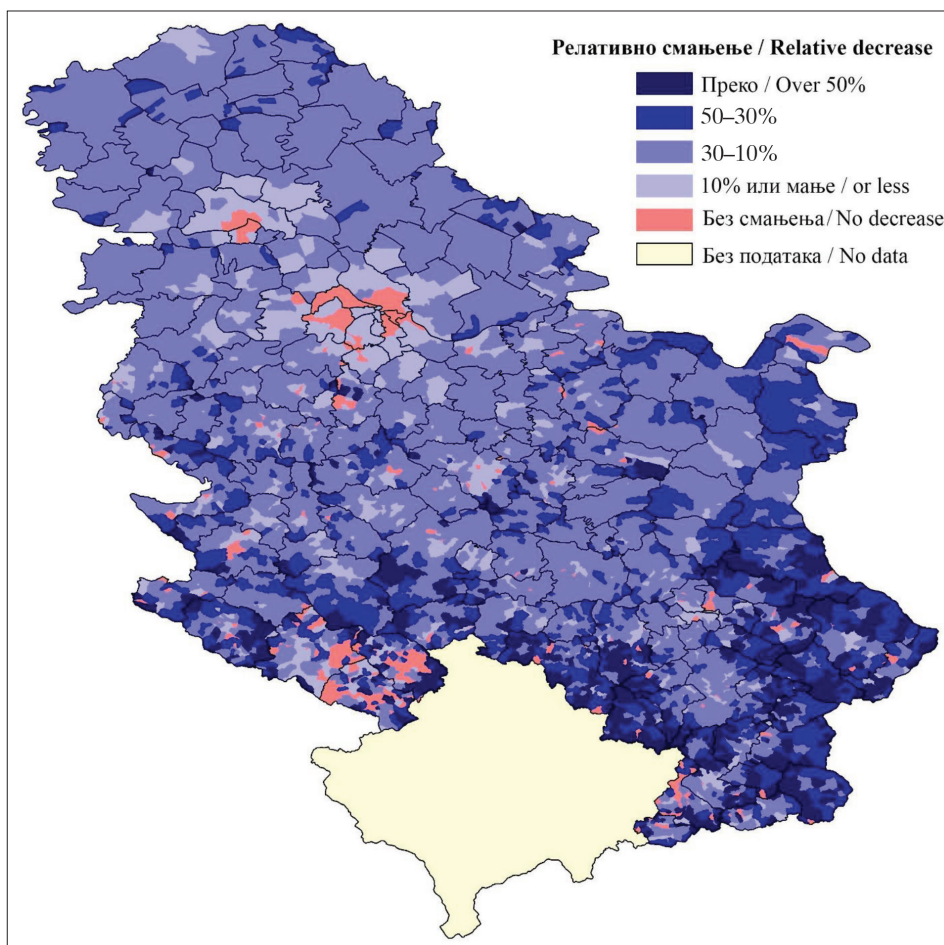 Релативно смањење / Relative decrease
Преко / Over 50%
50–30%
30–10%
10% или мање / or less
Без смањења / No decrease
Без података / No data